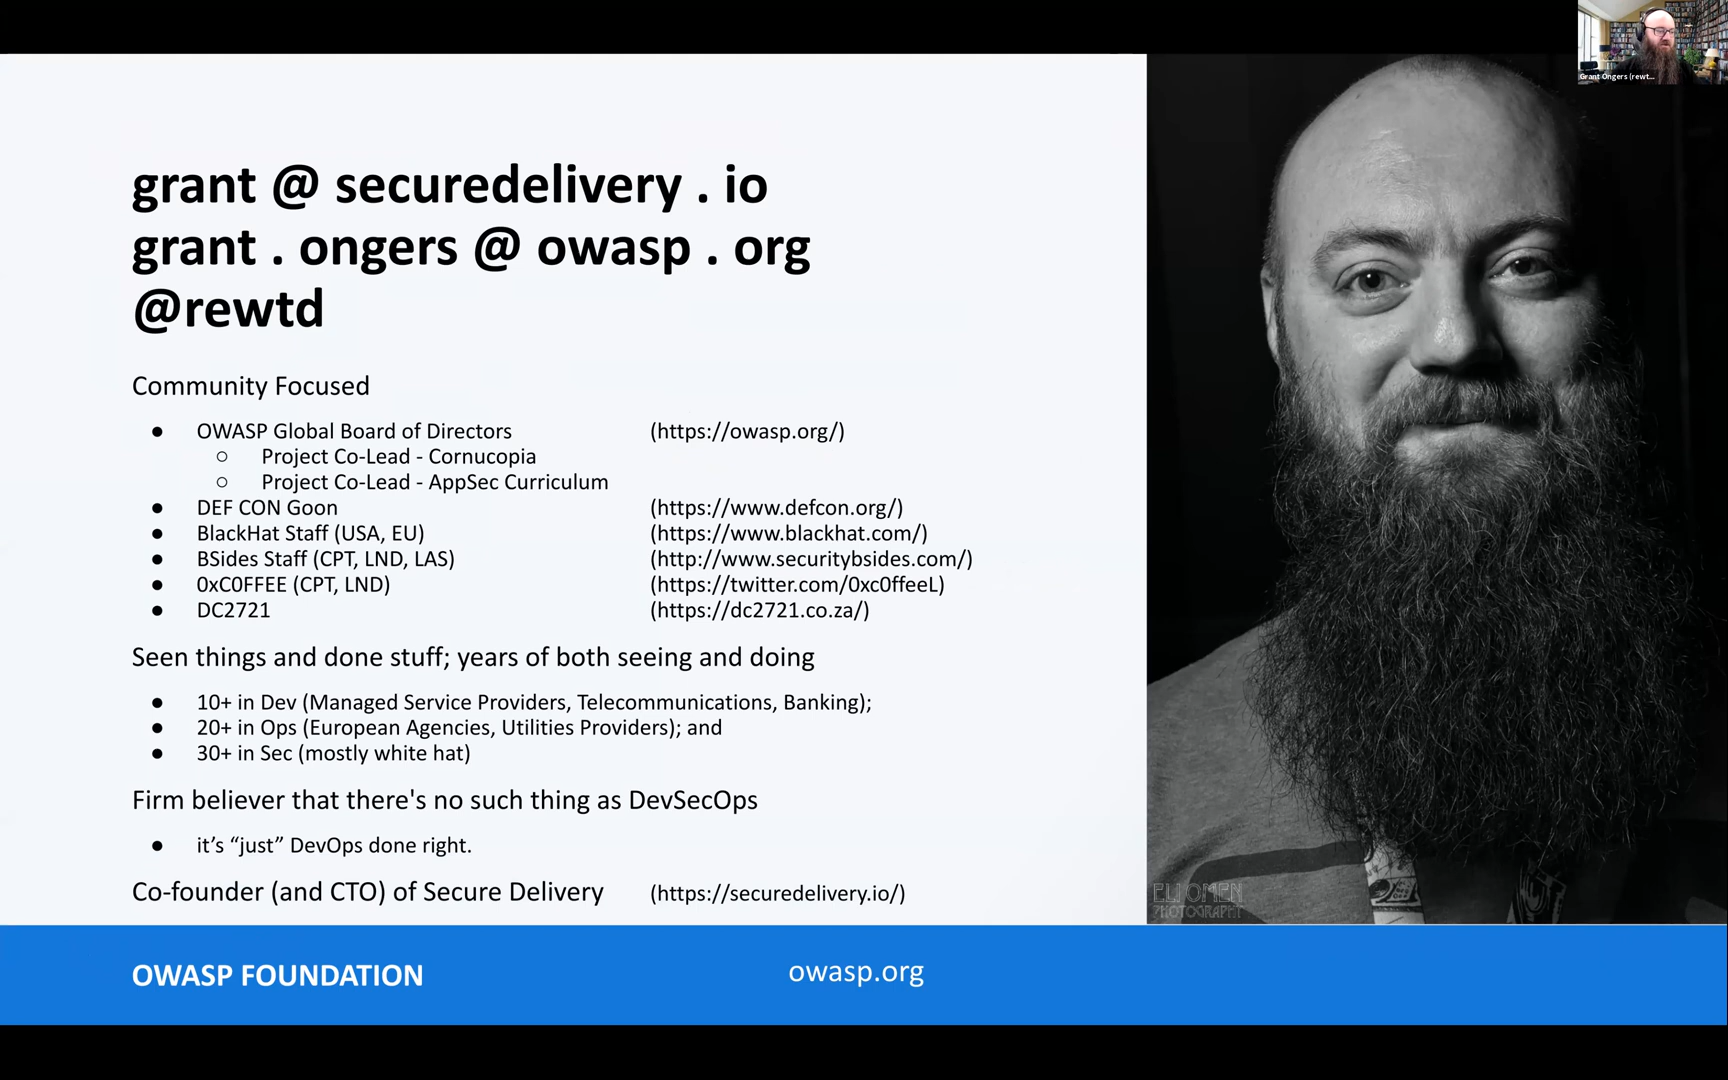 Grant Ongers (rewt...
grant @ securedelivery . io
grant . ongers @ owasp . org
@rewtd
Community Focused
● OWASP Global Board of Directors (https://owasp.org/)
○ Project Co-Lead - Cornucopia
○ Project Co-Lead - AppSec Curriculum
● DEF CON Goon (https://www.defcon.org/)
● BlackHat Staff (USA, EU) (https://www.blackhat.com/)
● BSides Staff (CPT, LND, LAS) (http://www.securitybsides.com/)
● 0xC0FFEE (CPT, LND) (https://twitter.com/0xc0ffeeL)
● DC2721 (https://dc2721.co.za/)
Seen things and done stuff; years of both seeing and doing
● 10+ in Dev (Managed Service Providers, Telecommunications, Banking);
● 20+ in Ops (European Agencies, Utilities Providers); and
● 30+ in Sec (mostly white hat)
Firm believer that there's no such thing as DevSecOps
● it’s “just” DevOps done right.
Co-founder (and CTO) of Secure Delivery (https://securedelivery.io/)
PHOTOGRAPHY
OWASP FOUNDATION owasp.org